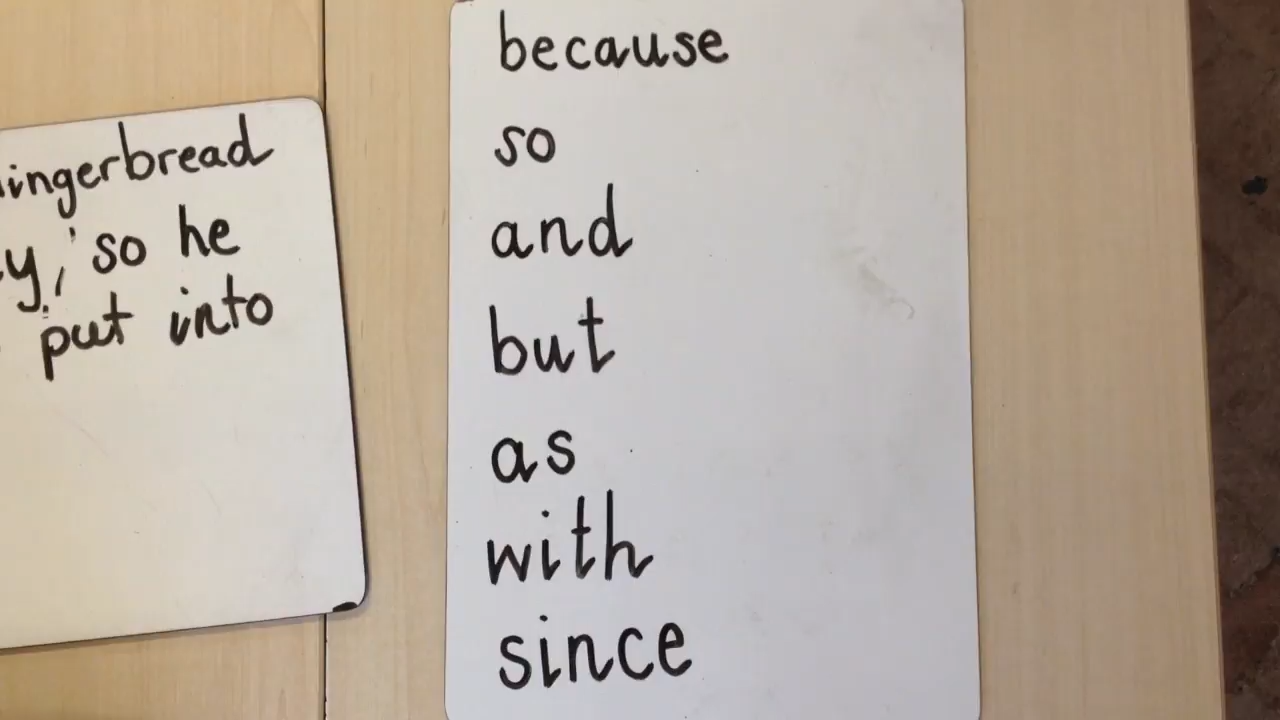 ingerbread
y, so he
put into
because
so
and
but
as
with
since